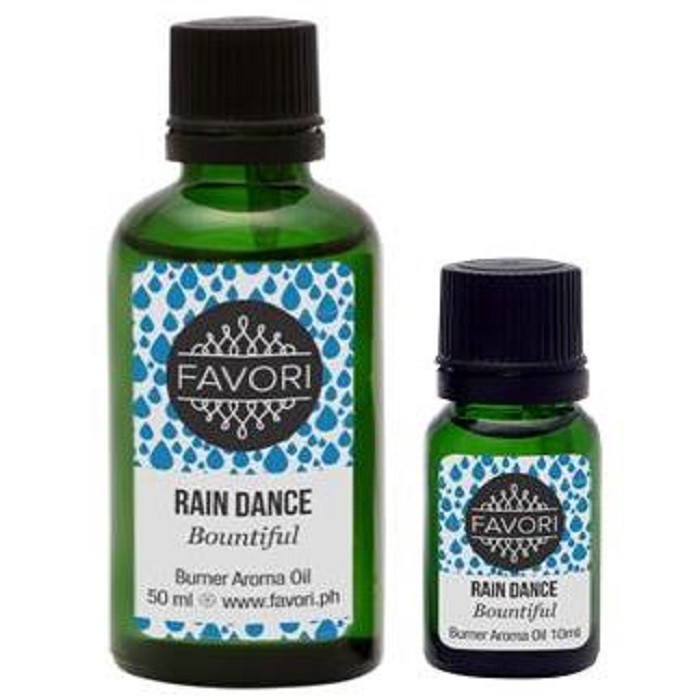 FAVORI
RAIN DANCE
Bountiful
Burner Aroma Oil
50 ml www.favori.ph
FAVORI
RAIN DANCE
Bountiful
Burner Aroma Oil 10ml